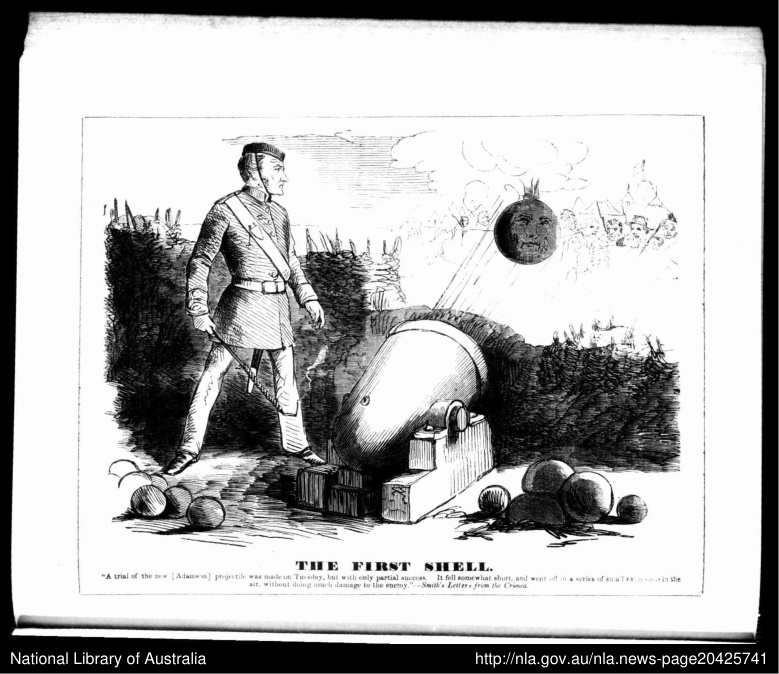 THE FIRST SHELL.
"A trial of the new [Adamson] projectile was made on Tuesday, but with only partial success. It fell somewhat short, and went off in a series of small explosions in the
air, without doing much damage to the enemy."—Smith's Letters from the Crimea.
National Library of Australia
http://nla.gov.au/nla.news-page20425741